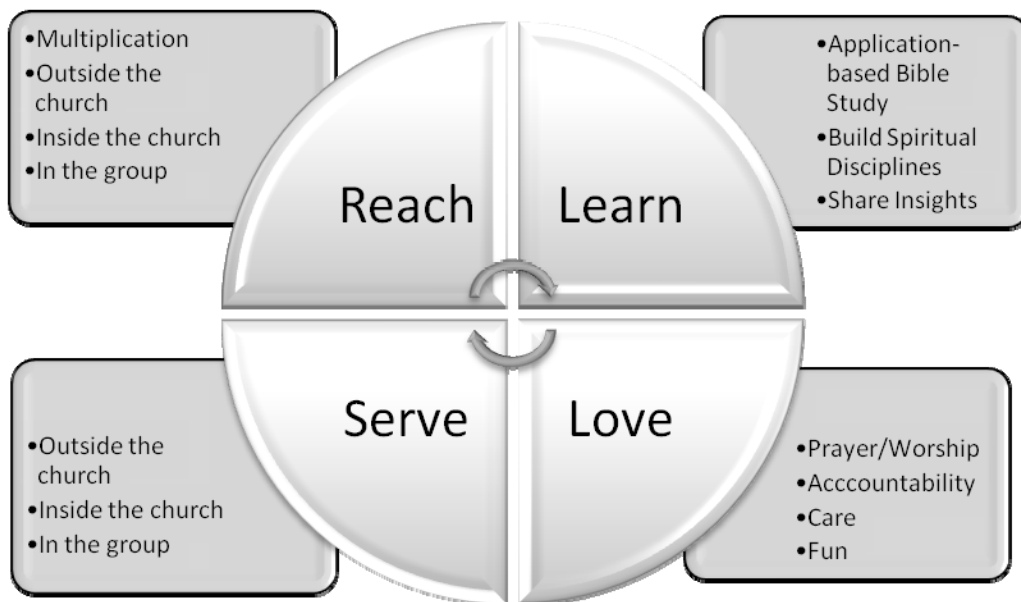 •Multiplication
•Outside the
church
•Inside the church
•In the group
Reach
Learn
•Application-
based Bible
Study
•Build Spiritual
Disciplines
•Share Insights
Serve
Love
•Outside the
church
•Inside the church
•In the group
•Prayer/Worship
•Acccountability
•Care
•Fun